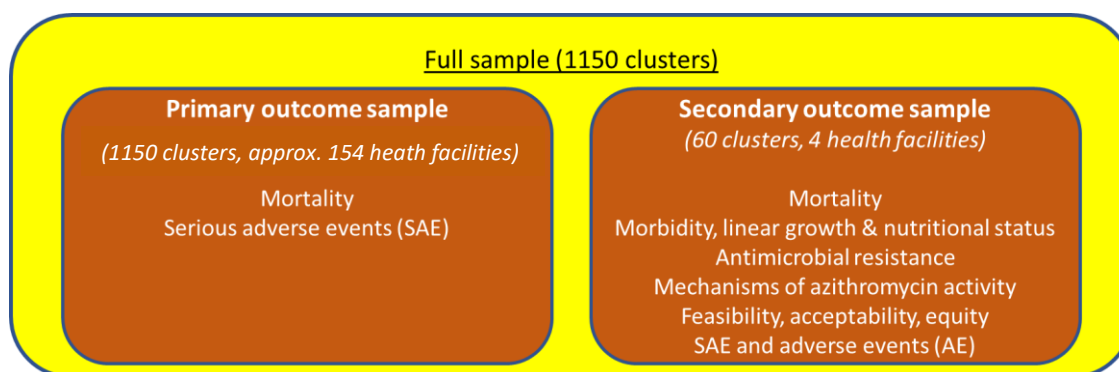 Full sample (1150 clusters)
Primary outcome sample
(1150 clusters, approx. 154 heath facilities)
Mortality
Serious adverse events (SAE)
Secondary outcome sample
(60 clusters, 4 health facilities)
Mortality
Morbidity, linear growth & nutritional status
Antimicrobial resistance
Mechanisms of azithromycin activity
Feasibility, acceptability, equity
SAE and adverse events (AE)